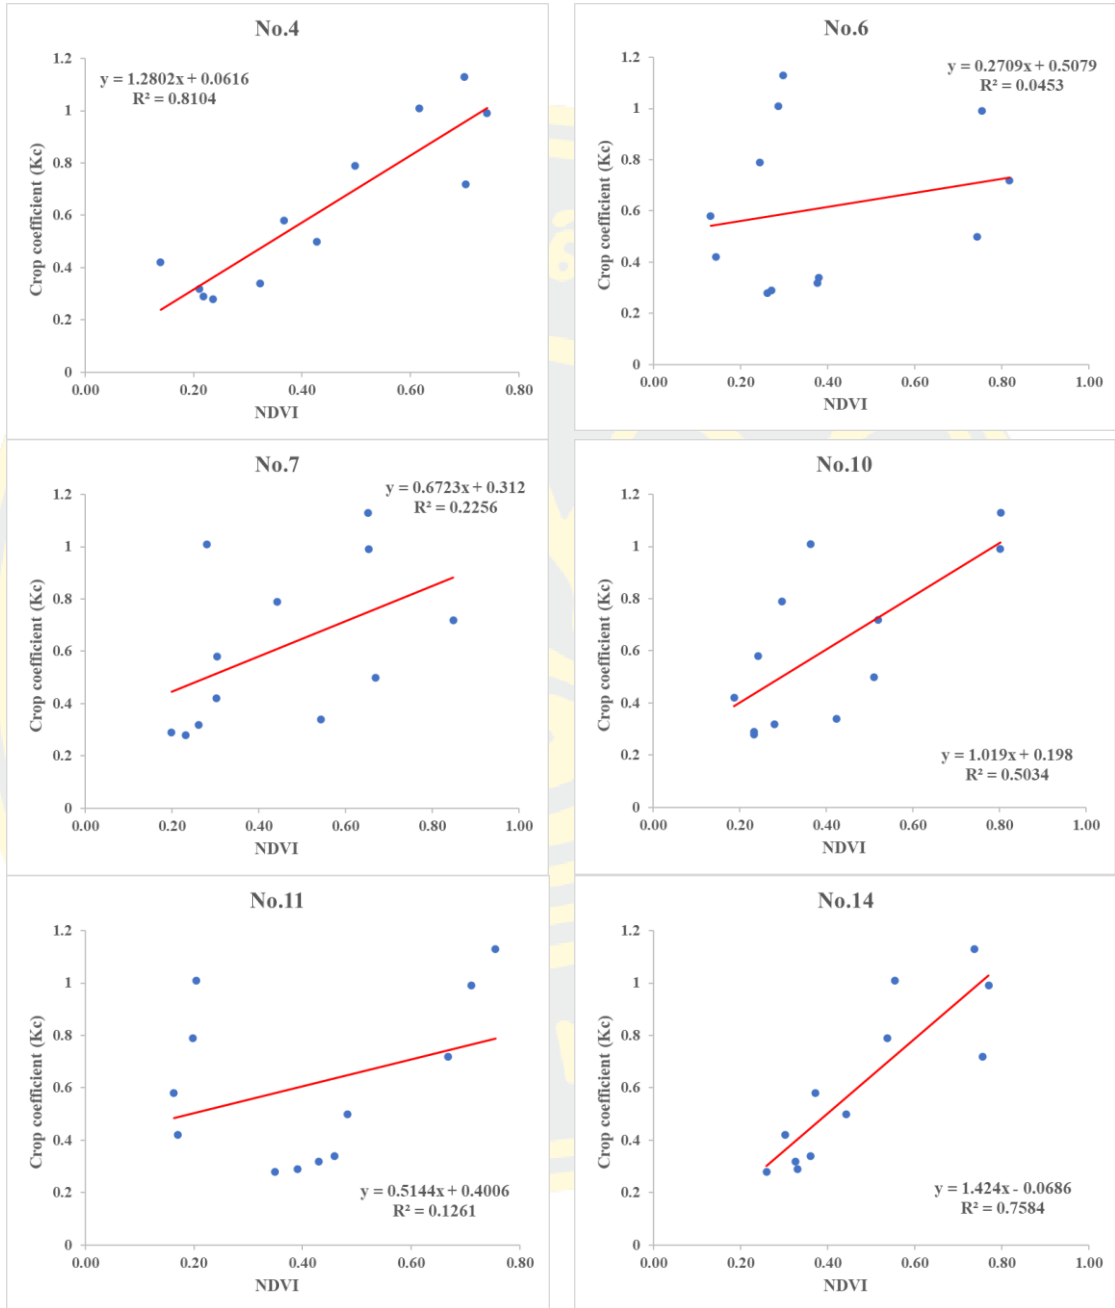 No.4
y = 1.2802x + 0.0616
R² = 0.8104
Crop coefficient (Kc)
1.2
1
0.8
0.6
0.4
0.2
0
0.00 0.20 0.40 0.60 0.80
NDVI
No.6
y = 0.2709x + 0.5079
R² = 0.0453
Crop coefficient (Kc)
1.2
1
0.8
0.6
0.4
0.2
0
0.00 0.20 0.40 0.60 0.80 1.00
NDVI
No.7
y = 0.6723x + 0.312
R² = 0.2256
Crop coefficient (Kc)
1.2
1
0.8
0.6
0.4
0.2
0
0.00 0.20 0.40 0.60 0.80 1.00
NDVI
No.10
y = 1.019x + 0.198
R² = 0.5034
Crop coefficient (Kc)
1.2
1
0.8
0.6
0.4
0.2
0
0.00 0.20 0.40 0.60 0.80 1.00
NDVI
No.11
y = 0.5144x + 0.4006
R² = 0.1261
Crop coefficient (Kc)
1.2
1
0.8
0.6
0.4
0.2
0
0.00 0.20 0.40 0.60 0.80
NDVI
No.14
y = 1.424x - 0.0686
R² = 0.7584
Crop coefficient (Kc)
1.2
1
0.8
0.6
0.4
0.2
0
0.00 0.20 0.40 0.60 0.80 1.00
NDVI